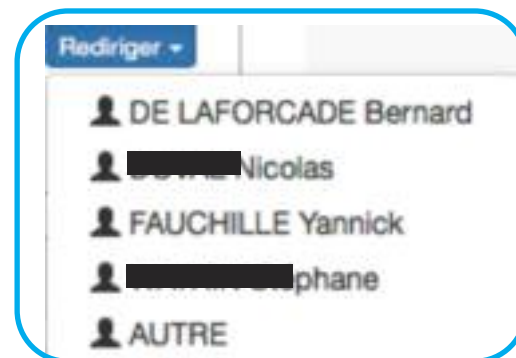 Rediriger
DE LAFORCADE Bernard
Nicolas
FAUCHILLE Yannick
AUTRE